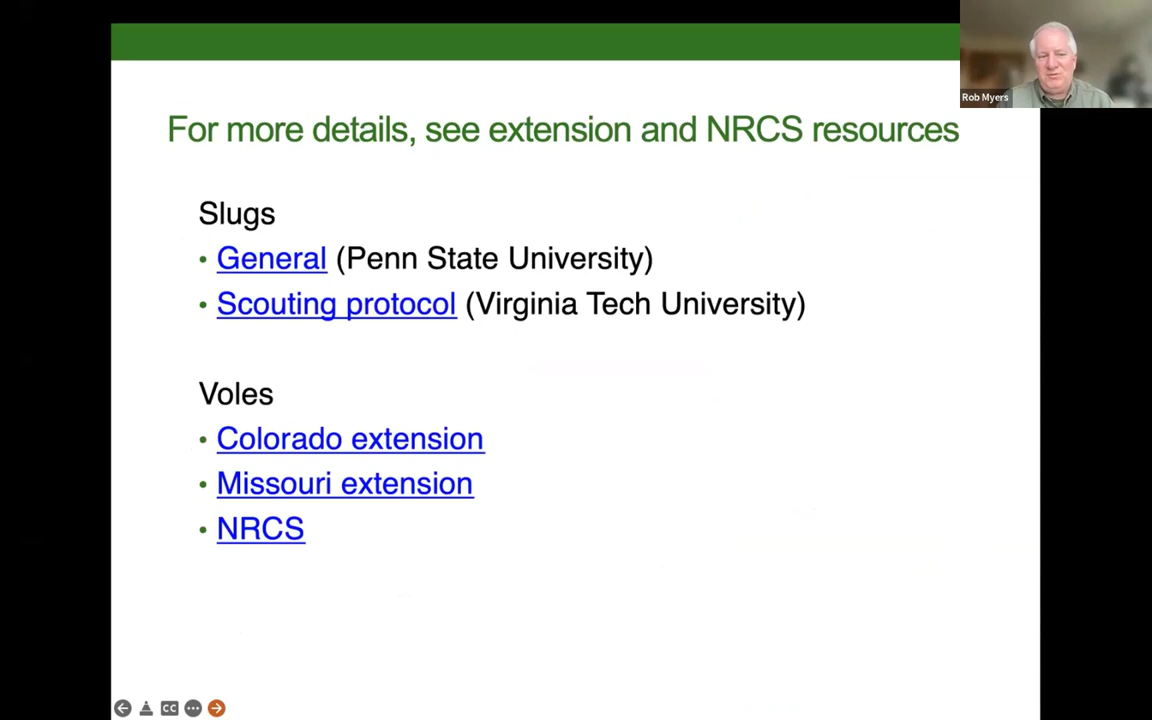 Rob Myers
For more details, see extension and NRCS resources
Slugs
• General (Penn State University)
• Scouting protocol (Virginia Tech University)
Voles
• Colorado extension
• Missouri extension
• NRCS
CC